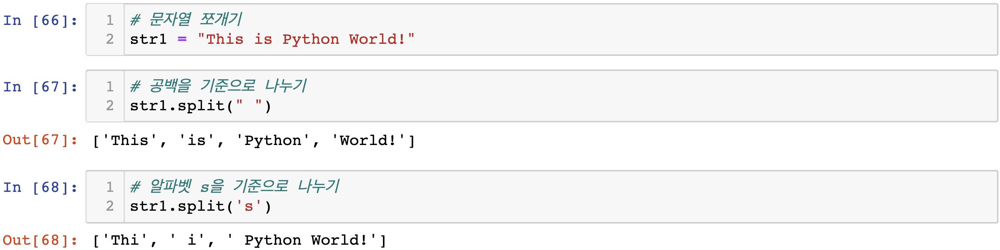 In [66]: 1 # 문자열 쪼개기
2 str1 = "This is Python World!"
In [67]: 1 # 공백을 기준으로 나누기
2 str1.split(" ")
Out[67]: ['This', 'is', 'Python', 'World!']
In [68]: 1 # 알파벳 s을 기준으로 나누기
2 str1.split('s')
Out[68]: ['Thi', ' i', ' Python World!']